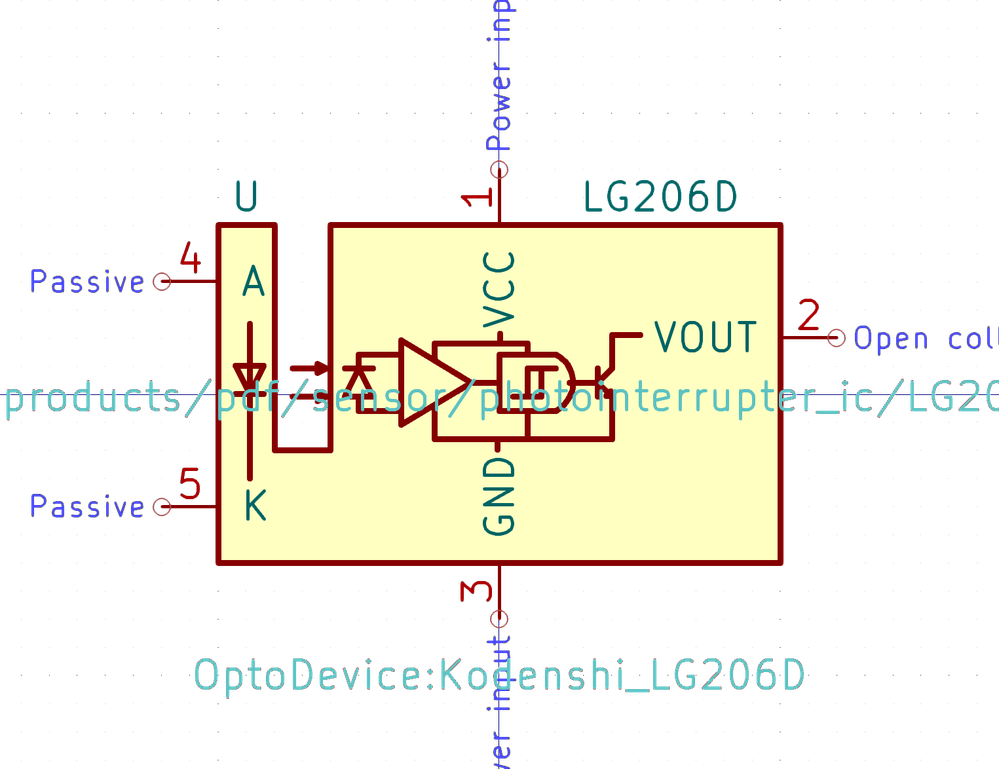 Power inp
U
LG206D
1
4
Passive
A
VCC
2
VOUT
Open coll
products/pdf/sensor/photointerrupter_ic/LG20
5
Passive
K
GND
3
OptoDevice:Kodenshi_LG206D
wer input